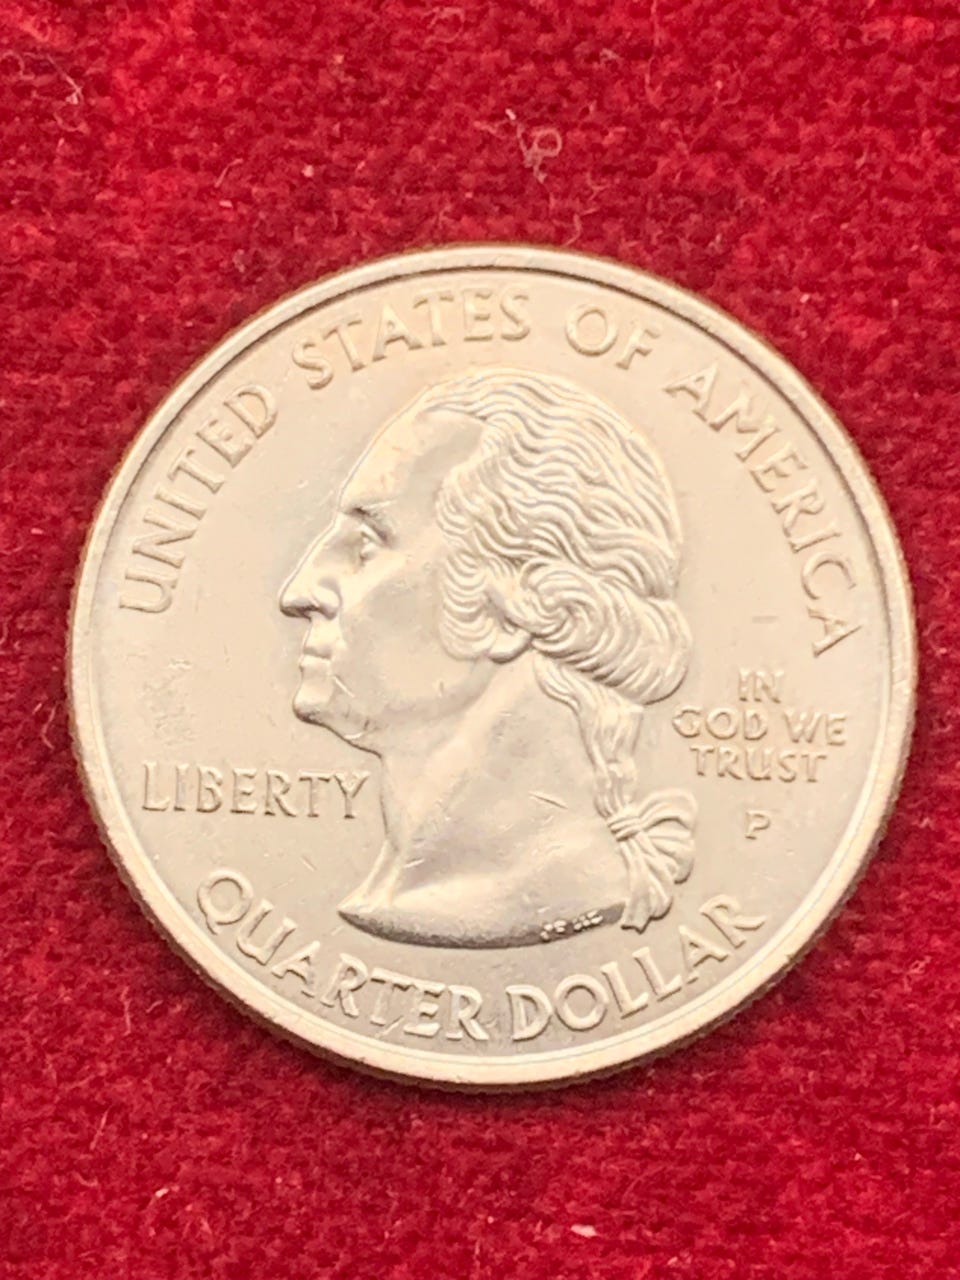 UNITED STATES OF AMERICA
LIBERTY
IN
GOD WE
TRUST
P
QUARTER DOLLAR